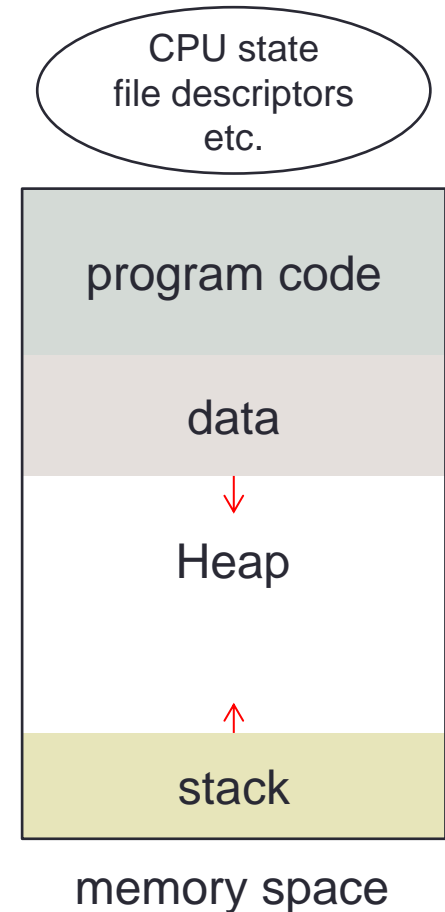 CPU state
file descriptors
etc.
program code
data
Heap
stack
memory space